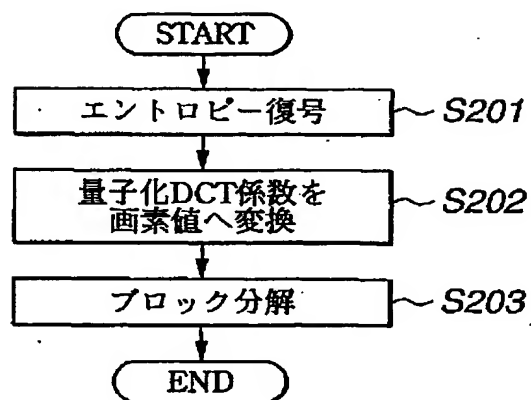 START
エントロピー復号
S201
量子化DCT係数を
画素値へ変換
S202
ブロック分解
S203
END